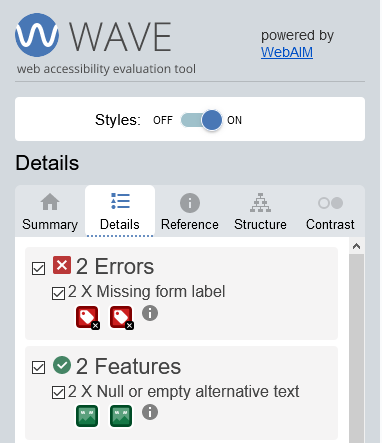 WAVE
web accessibility evaluation tool
powered by
WebAIM
Styles: OFF ON
Details
Summary Details Reference Structure Contrast
2 Errors
2 X Missing form label
2 Features
2 X Null or empty alternative text